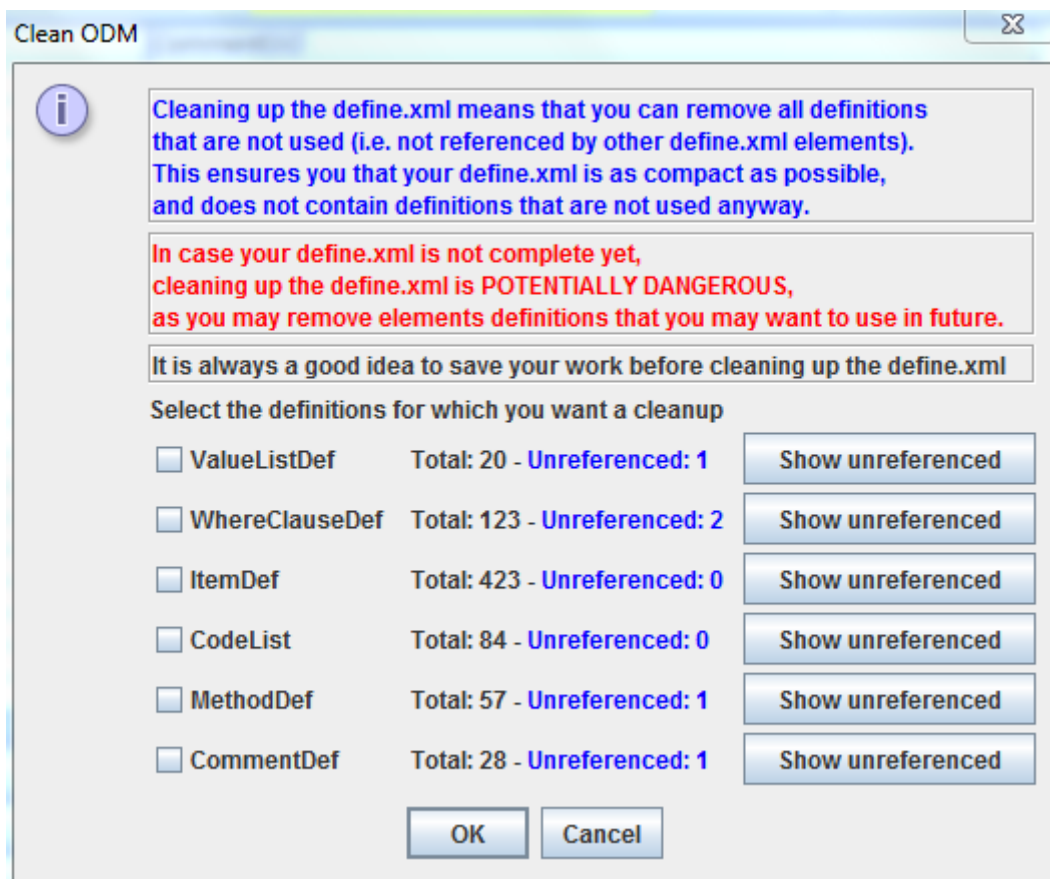 Clean ODM
Cleaning up the define.xml means that you can remove all definitions
that are not used (i.e. not referenced by other define.xml elements).
This ensures you that your define.xml is as compact as possible,
and does not contain definitions that are not used anyway.
In case your define.xml is not complete yet,
cleaning up the define.xml is POTENTIALLY DANGEROUS,
as you may remove elements definitions that you may want to use in future.
It is always a good idea to save your work before cleaning up the define.xml
Select the definitions for which you want a cleanup
ValueListDef Total: 20 - Unreferenced: 1 Show unreferenced
WhereClauseDef Total: 123 - Unreferenced: 2 Show unreferenced
ItemDef Total: 423 - Unreferenced: 0 Show unreferenced
CodeList Total: 84 - Unreferenced: 0 Show unreferenced
MethodDef Total: 57 - Unreferenced: 1 Show unreferenced
CommentDef Total: 28 - Unreferenced: 1 Show unreferenced
OK Cancel